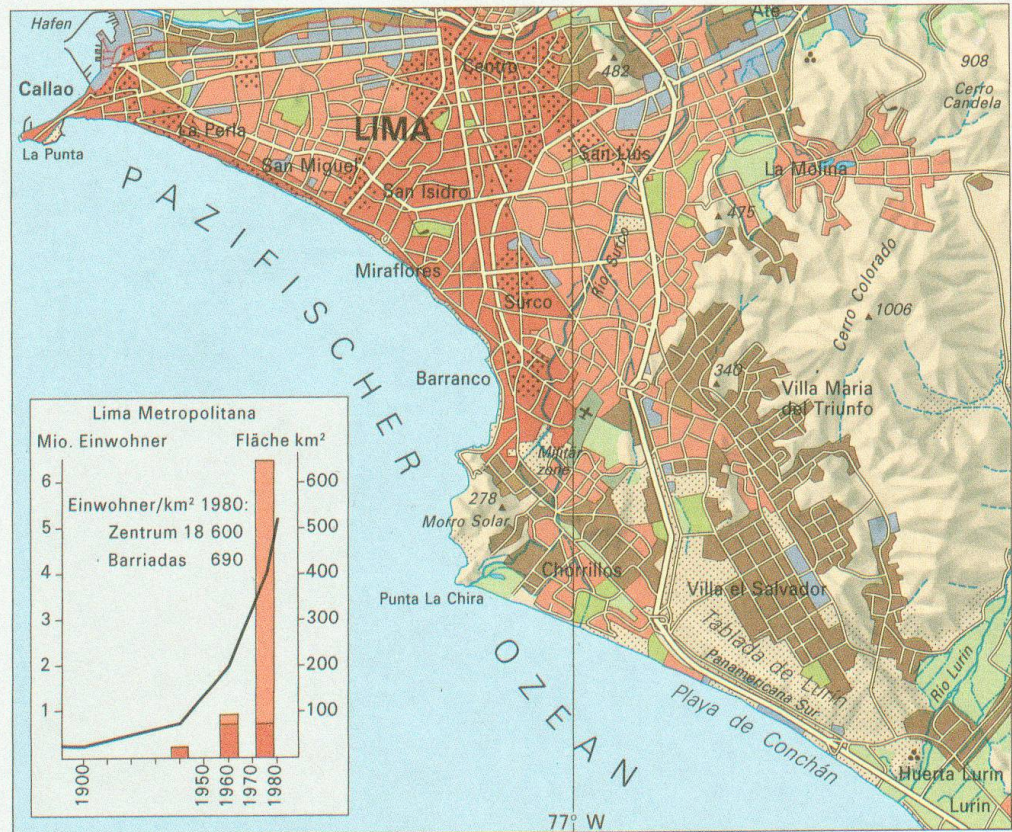 Hafen
Callao
La Punta
La Perla
San Miguel
LIMA
Centro
482
Ate
908
Cerro
Candela
San Luis
La Molina
San Isidro
475
Rio Surco
Miraflores
Surco
Cerro Colorado
1006
Barranco
340
Villa Maria
del Triunfo
Militär-
zone
278
Morro Solar
Chorrillos
Villa el Salvador
Punta La Chira
Tablada de Lurin
Panamericana Sur
Rio Lurin
Playa de Conchán
Huerta Lurin
Lurin
PAZIFISCHER OZEAN
77° W
Lima Metropolitana
Mio. Einwohner Fläche km²
6
5
4
3
2
1
600
500
400
300
200
100
Einwohner/km² 1980:
Zentrum 18 600
Barriadas 690
1900
1950
1960
1970
1980